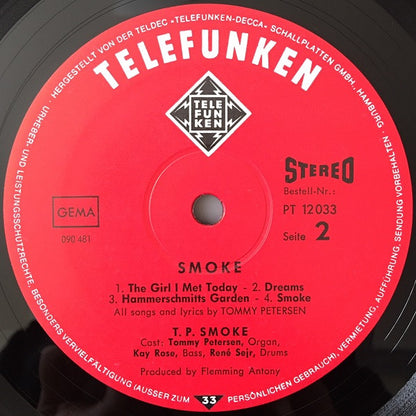 HERGESTELLT VON DER TELDEC »TELEFUNKEN-DECCA« SCHALLPLATTEN GMBH, HAMBURG · URHEBER- UND LEISTUNGSSCHUTZRECHTE, BESONDERS VERVIELFÄLTIGUNG (AUSSER ZUM PERSÖNLICHEN GEBRAUCH), VERMIETUNG, AUFFÜHRUNG, SENDUNG VORBEHALTEN.
TELEFUNKEN
TELE
FUN
KEN
STEREO
Bestell-Nr.:
GEMA
PT 12 033
090 481
Seite 2
SMOKE
1. The Girl I Met Today - 2. Dreams
3. Hammerschmitts Garden - 4. Smoke
All songs and lyrics by TOMMY PETERSEN
T. P. SMOKE
Cast: Tommy Petersen, Organ,
Kay Rose, Bass, René Sejr, Drums
Produced by Flemming Antony
33